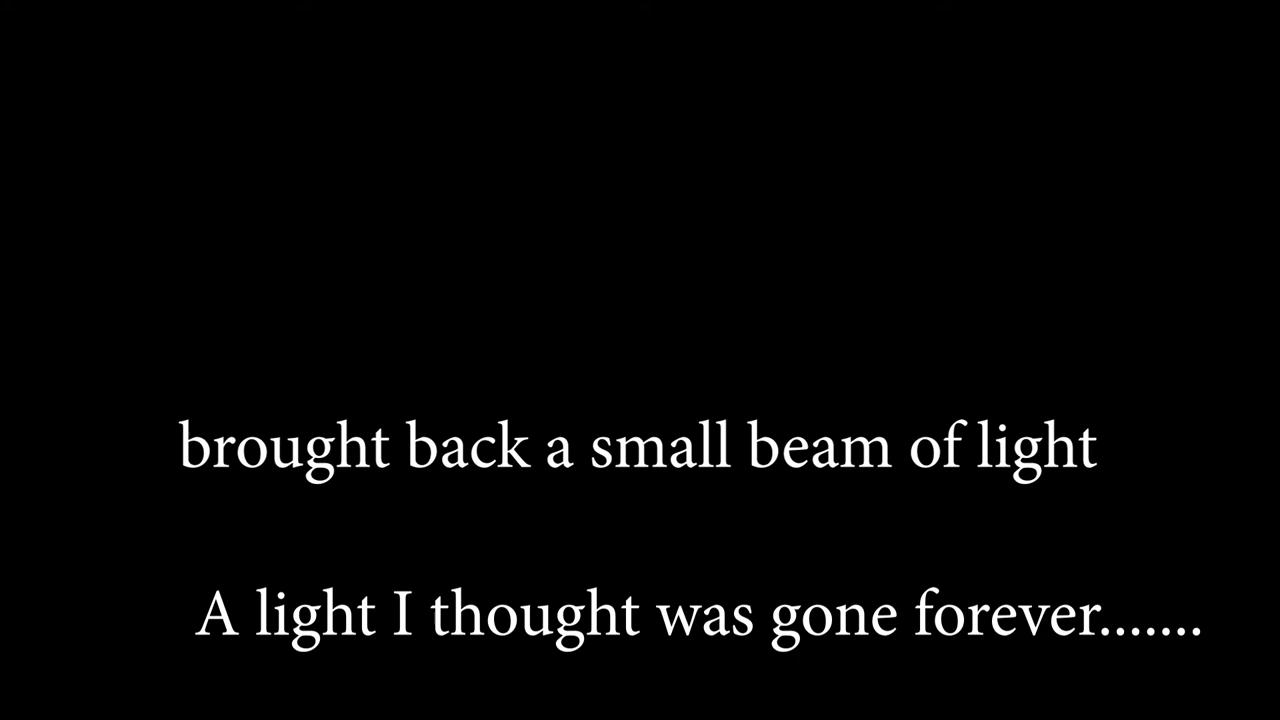 brought back a small beam of light
A light I thought was gone forever.......